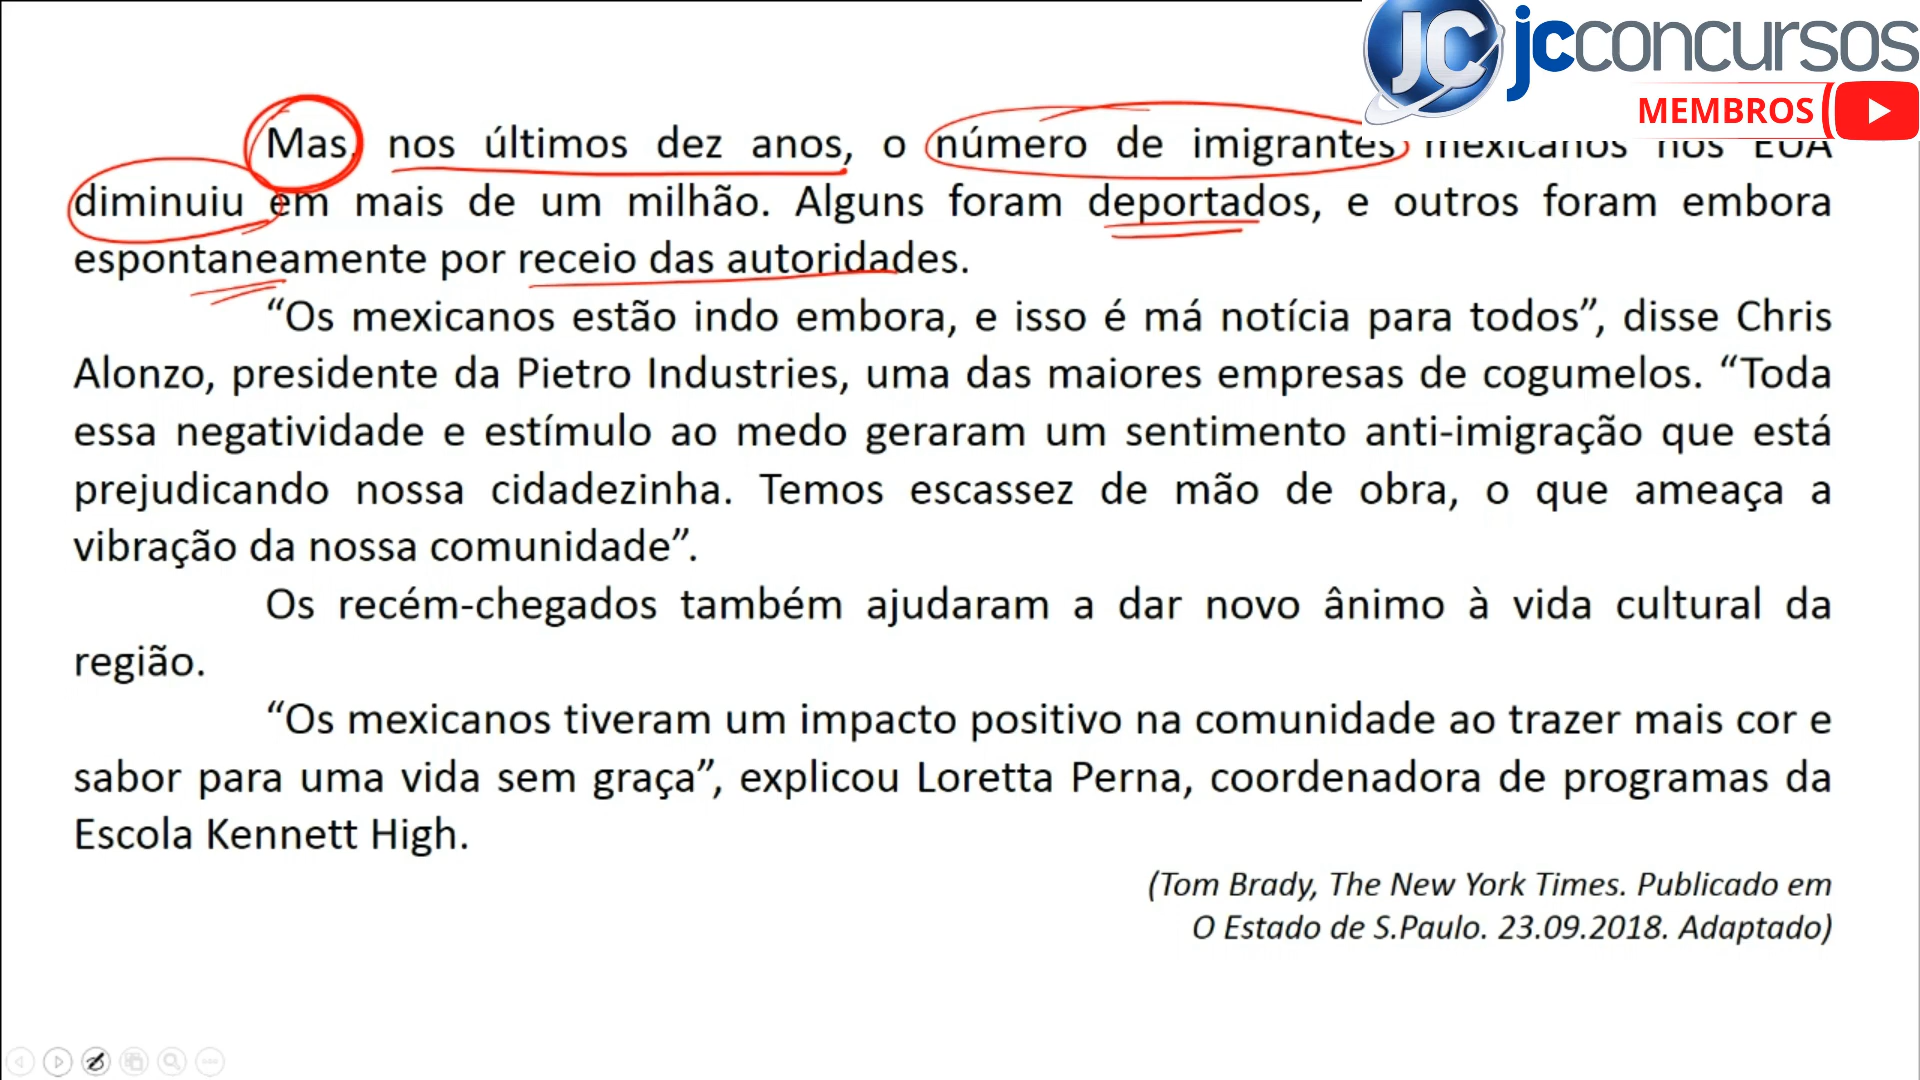 JC jcconcursos
MEMBROS
Mas, nos últimos dez anos, o número de imigrantes mexicanos nos EUA
diminuiu em mais de um milhão. Alguns foram deportados, e outros foram embora
espontaneamente por receio das autoridades.
“Os mexicanos estão indo embora, e isso é má notícia para todos”, disse Chris
Alonzo, presidente da Pietro Industries, uma das maiores empresas de cogumelos. “Toda
essa negatividade e estímulo ao medo geraram um sentimento anti-imigração que está
prejudicando nossa cidadezinha. Temos escassez de mão de obra, o que ameaça a
vibração da nossa comunidade”.
Os recém-chegados também ajudaram a dar novo ânimo à vida cultural da
região.
“Os mexicanos tiveram um impacto positivo na comunidade ao trazer mais cor e
sabor para uma vida sem graça”, explicou Loretta Perna, coordenadora de programas da
Escola Kennett High.
(Tom Brady, The New York Times. Publicado em
O Estado de S.Paulo. 23.09.2018. Adaptado)